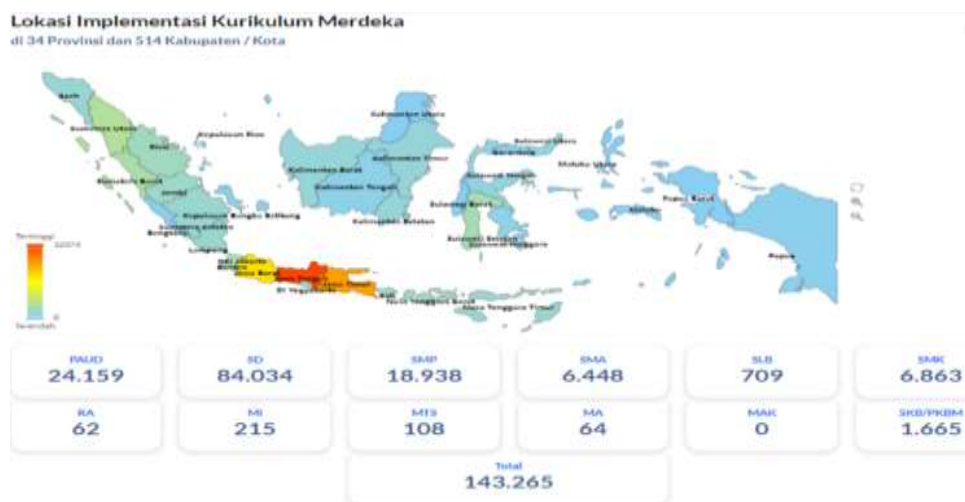 Lokasi Implementasi Kurikulum Merdeka
di 34 Provinsi dan 514 Kabupaten / Kota
Aceh
Sumatera Utara
Riau
Kepulauan Riau
Sumatera Barat
Jambi
Kepulauan Bangka Belitung
Sumatera Selatan
Bengkulu
Lampung
DKI Jakarta
Banten
Jawa Barat
Jawa Tengah
Jawa Timur
DI Yogyakarta
Bali
Nusa Tenggara Barat
Nusa Tenggara Timur
Kalimantan Utara
Kalimantan Timur
Kalimantan Barat
Kalimantan Tengah
Kalimantan Selatan
Sulawesi Utara
Gorontalo
Sulawesi Tengah
Sulawesi Barat
Sulawesi Selatan
Sulawesi Tenggara
Maluku Utara
Maluku
Papua Barat
Papua
Tertinggi
0
Terendah
PAUD SD SMP SMA SLB SMK
24.159 84.034 18.938 6.448 709 6.863
RA MI MTS MA MAK SKB/PKBM
62 215 108 64 0 1.665
Total
143.265